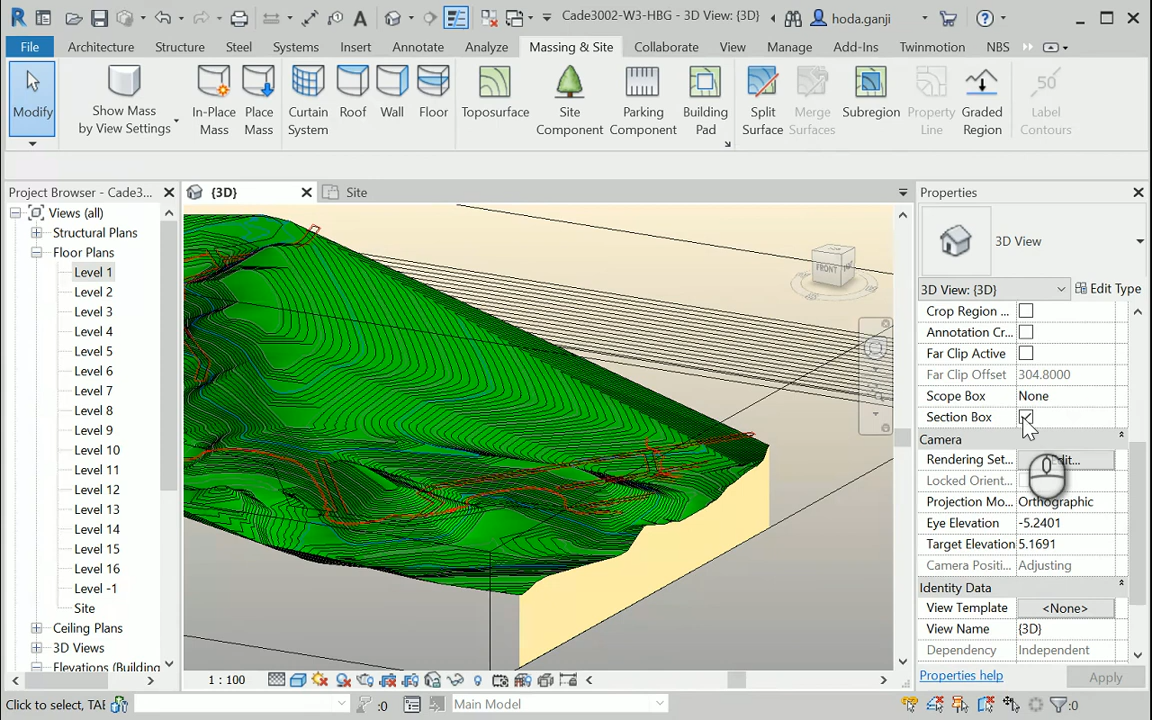 Cade3002-W3-HBG - 3D View: {3D}
hoda.ganji
File Architecture Structure Steel Systems Insert Annotate Analyze Massing & Site Collaborate View Manage Add-Ins Twinmotion NBS
Modify
Show Mass
by View Settings
In-Place
Mass
Place
Mass
Curtain
System
Roof
Wall
Floor
Toposurface
Site
Component
Parking
Component
Building
Pad
Split
Surface
Merge
Surfaces
Subregion
Property
Line
Graded
Region
50
Label
Contours
Project Browser - Cade3...
Views (all)
Structural Plans
Floor Plans
Level 1
Level 2
Level 3
Level 4
Level 5
Level 6
Level 7
Level 8
Level 9
Level 10
Level 11
Level 12
Level 13
Level 14
Level 15
Level 16
Level -1
Site
Ceiling Plans
3D Views
Elevations (Building
{3D}
Site
FRONT
1 : 100
Properties
3D View
3D View: {3D}
Edit Type
Crop Region ...
Annotation Cr...
Far Clip Active
Far Clip Offset 304.8000
Scope Box None
Section Box
Camera
Rendering Set...
Locked Orient...
Projection Mo... Orthographic
Eye Elevation -5.2401
Target Elevation 5.1691
Camera Positi... Adjusting
Identity Data
View Template <None>
View Name {3D}
Dependency Independent
Properties help
Apply
Click to select, TAE
:0
Main Model
:0